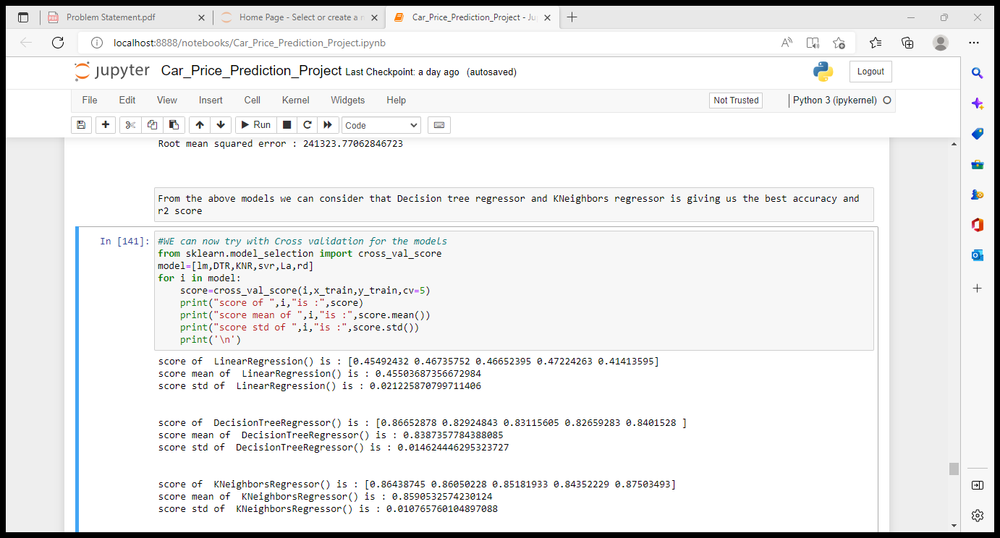 Problem Statement.pdf
Home Page - Select or create a n
Car_Price_Prediction_Project - Ju
localhost:8888/notebooks/Car_Price_Prediction_Project.ipynb
jupyter Car_Price_Prediction_Project Last Checkpoint: a day ago (autosaved)
Logout
File Edit View Insert Cell Kernel Widgets Help
Not Trusted
Python 3 (ipykernel)
Run
Code
Root mean squared error : 241323.77062846723
From the above models we can consider that Decision tree regressor and KNeighbors regressor is giving us the best accuracy and
r2 score
In [141]:
#WE can now try with Cross validation for the models
from sklearn.model_selection import cross_val_score
model=[lm,DTR,KNR,svr,La,rd]
for i in model:
    score=cross_val_score(i,x_train,y_train,cv=5)
    print("score of ",i,"is :",score)
    print("score mean of ",i,"is :",score.mean())
    print("score std of ",i,"is :",score.std())
    print('\n')
score of  LinearRegression() is : [0.45492432 0.46735752 0.46652395 0.47224263 0.41413595]
score mean of  LinearRegression() is : 0.45503687356672984
score std of  LinearRegression() is : 0.021225870799711406
score of  DecisionTreeRegressor() is : [0.86652878 0.82924843 0.83115605 0.82659283 0.8401528 ]
score mean of  DecisionTreeRegressor() is : 0.8387357784388085
score std of  DecisionTreeRegressor() is : 0.014624446295323727
score of  KNeighborsRegressor() is : [0.86438745 0.86050228 0.85181933 0.84352229 0.87503493]
score mean of  KNeighborsRegressor() is : 0.8590532574230124
score std of  KNeighborsRegressor() is : 0.010765760104897088